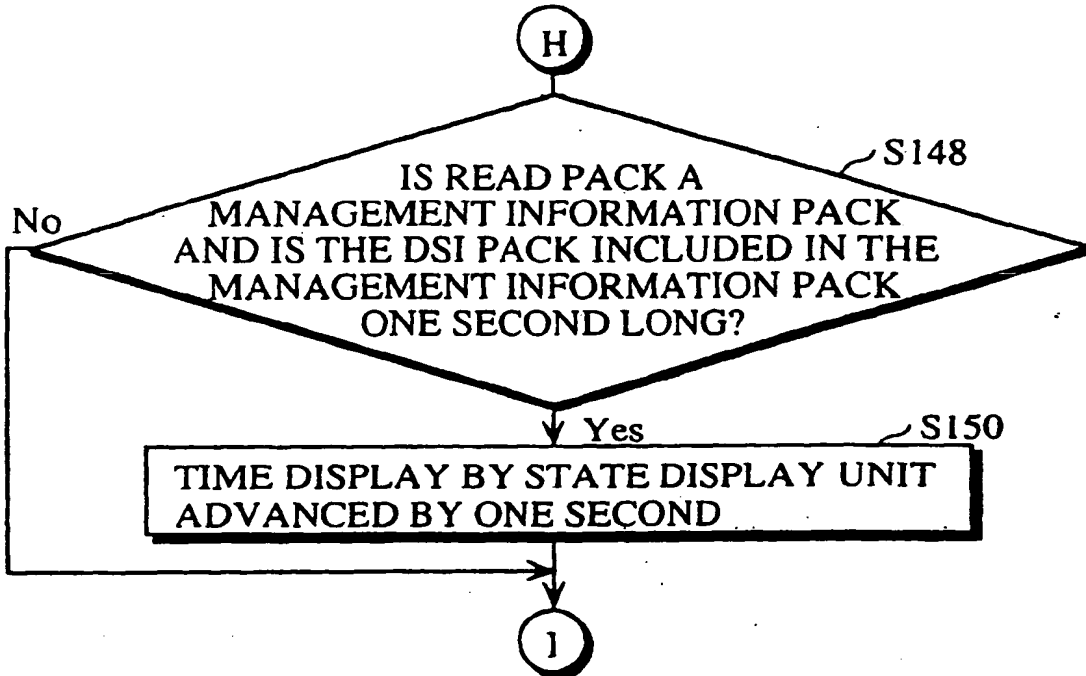 H
S148
IS READ PACK A
MANAGEMENT INFORMATION PACK
AND IS THE DSI PACK INCLUDED IN THE
MANAGEMENT INFORMATION PACK
ONE SECOND LONG?
No
Yes
S150
TIME DISPLAY BY STATE DISPLAY UNIT
ADVANCED BY ONE SECOND
I